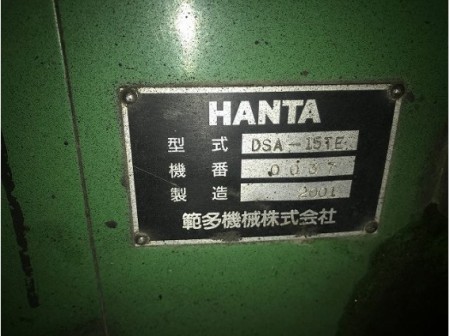 HANTA
型式 DSA-15TE
機番 0037
製造 2001
範多機械株式会社